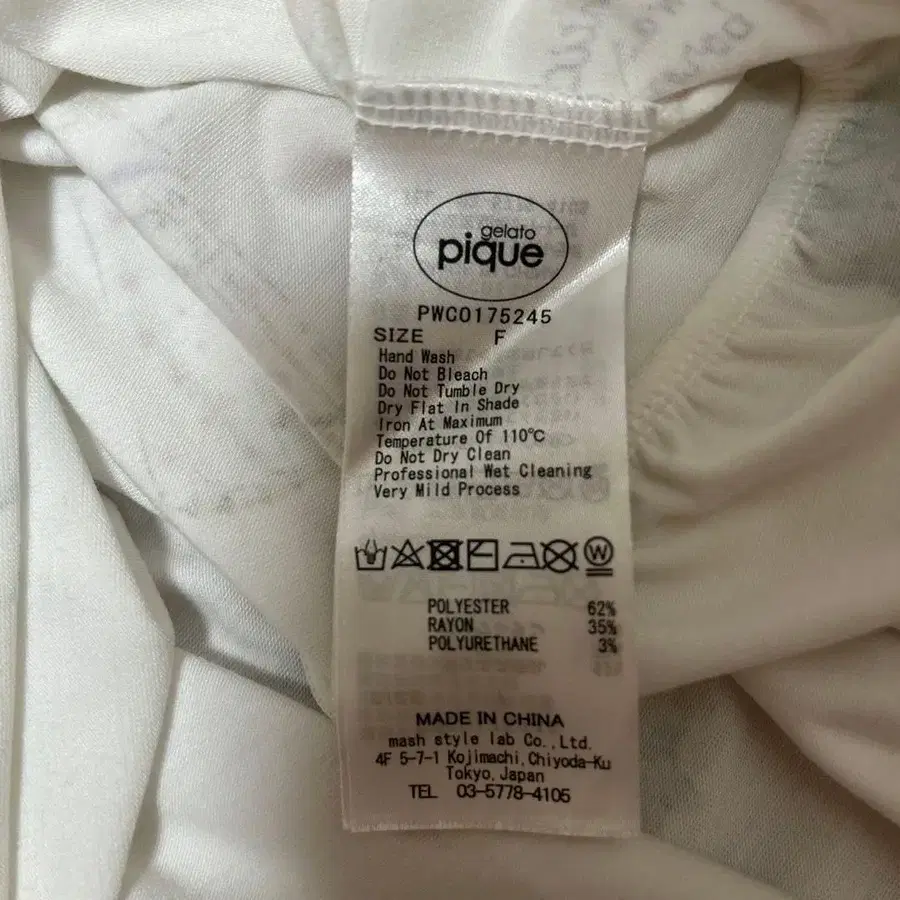 gelato
pique
PWCO175245
SIZE F
Hand Wash
Do Not Bleach
Do Not Tumble Dry
Dry Flat In Shade
Iron At Maximum
Temperature Of 110℃
Do Not Dry Clean
Professional Wet Cleaning
Very Mild Process
W
POLYESTER 62%
RAYON 35%
POLYURETHANE 3%
MADE IN CHINA
mash style lab Co.,Ltd.
4F 5-7-1 Kojimachi,Chiyoda-Ku
Tokyo,Japan
TEL 03-5778-4105